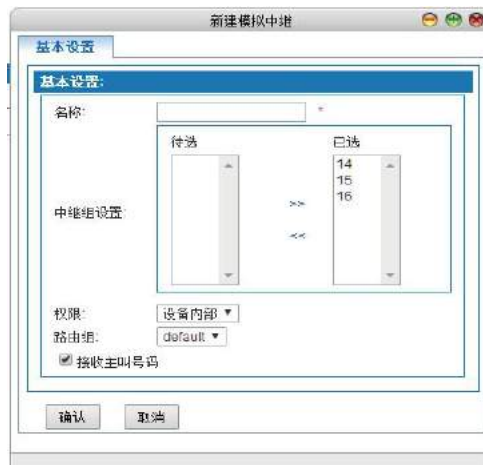 新建模拟中继
基本设置
基本设置:
名称: *
待选 已选
14
15
16
中继组设置:
>>
<<
权限: 设备内部
路由组: default
接收主叫号码
确认 取消